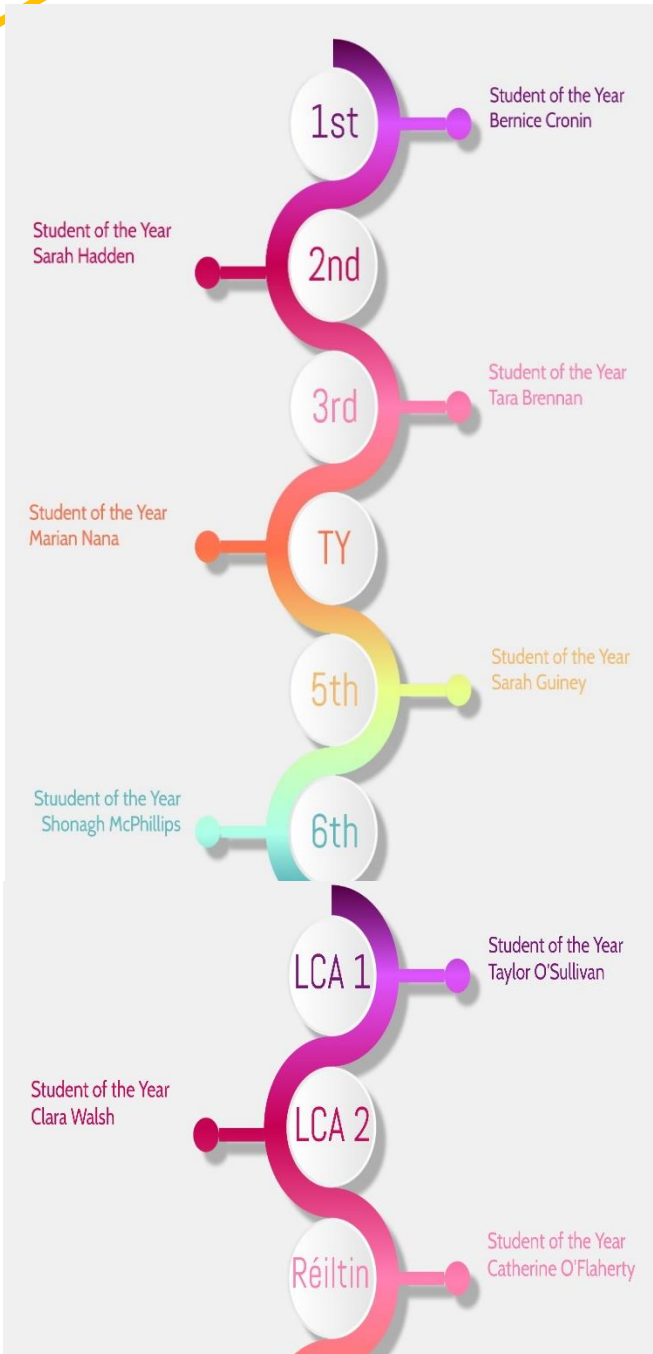 1st
Student of the Year
Bernice Cronin
Student of the Year
Sarah Hadden
2nd
3rd
Student of the Year
Tara Brennan
Student of the Year
Marian Nana
TY
5th
Student of the Year
Sarah Guiney
Stuudent of the Year
Shonagh McPhillips
6th
LCA 1
Student of the Year
Taylor O'Sullivan
Student of the Year
Clara Walsh
LCA 2
Réiltin
Student of the Year
Catherine O'Flaherty